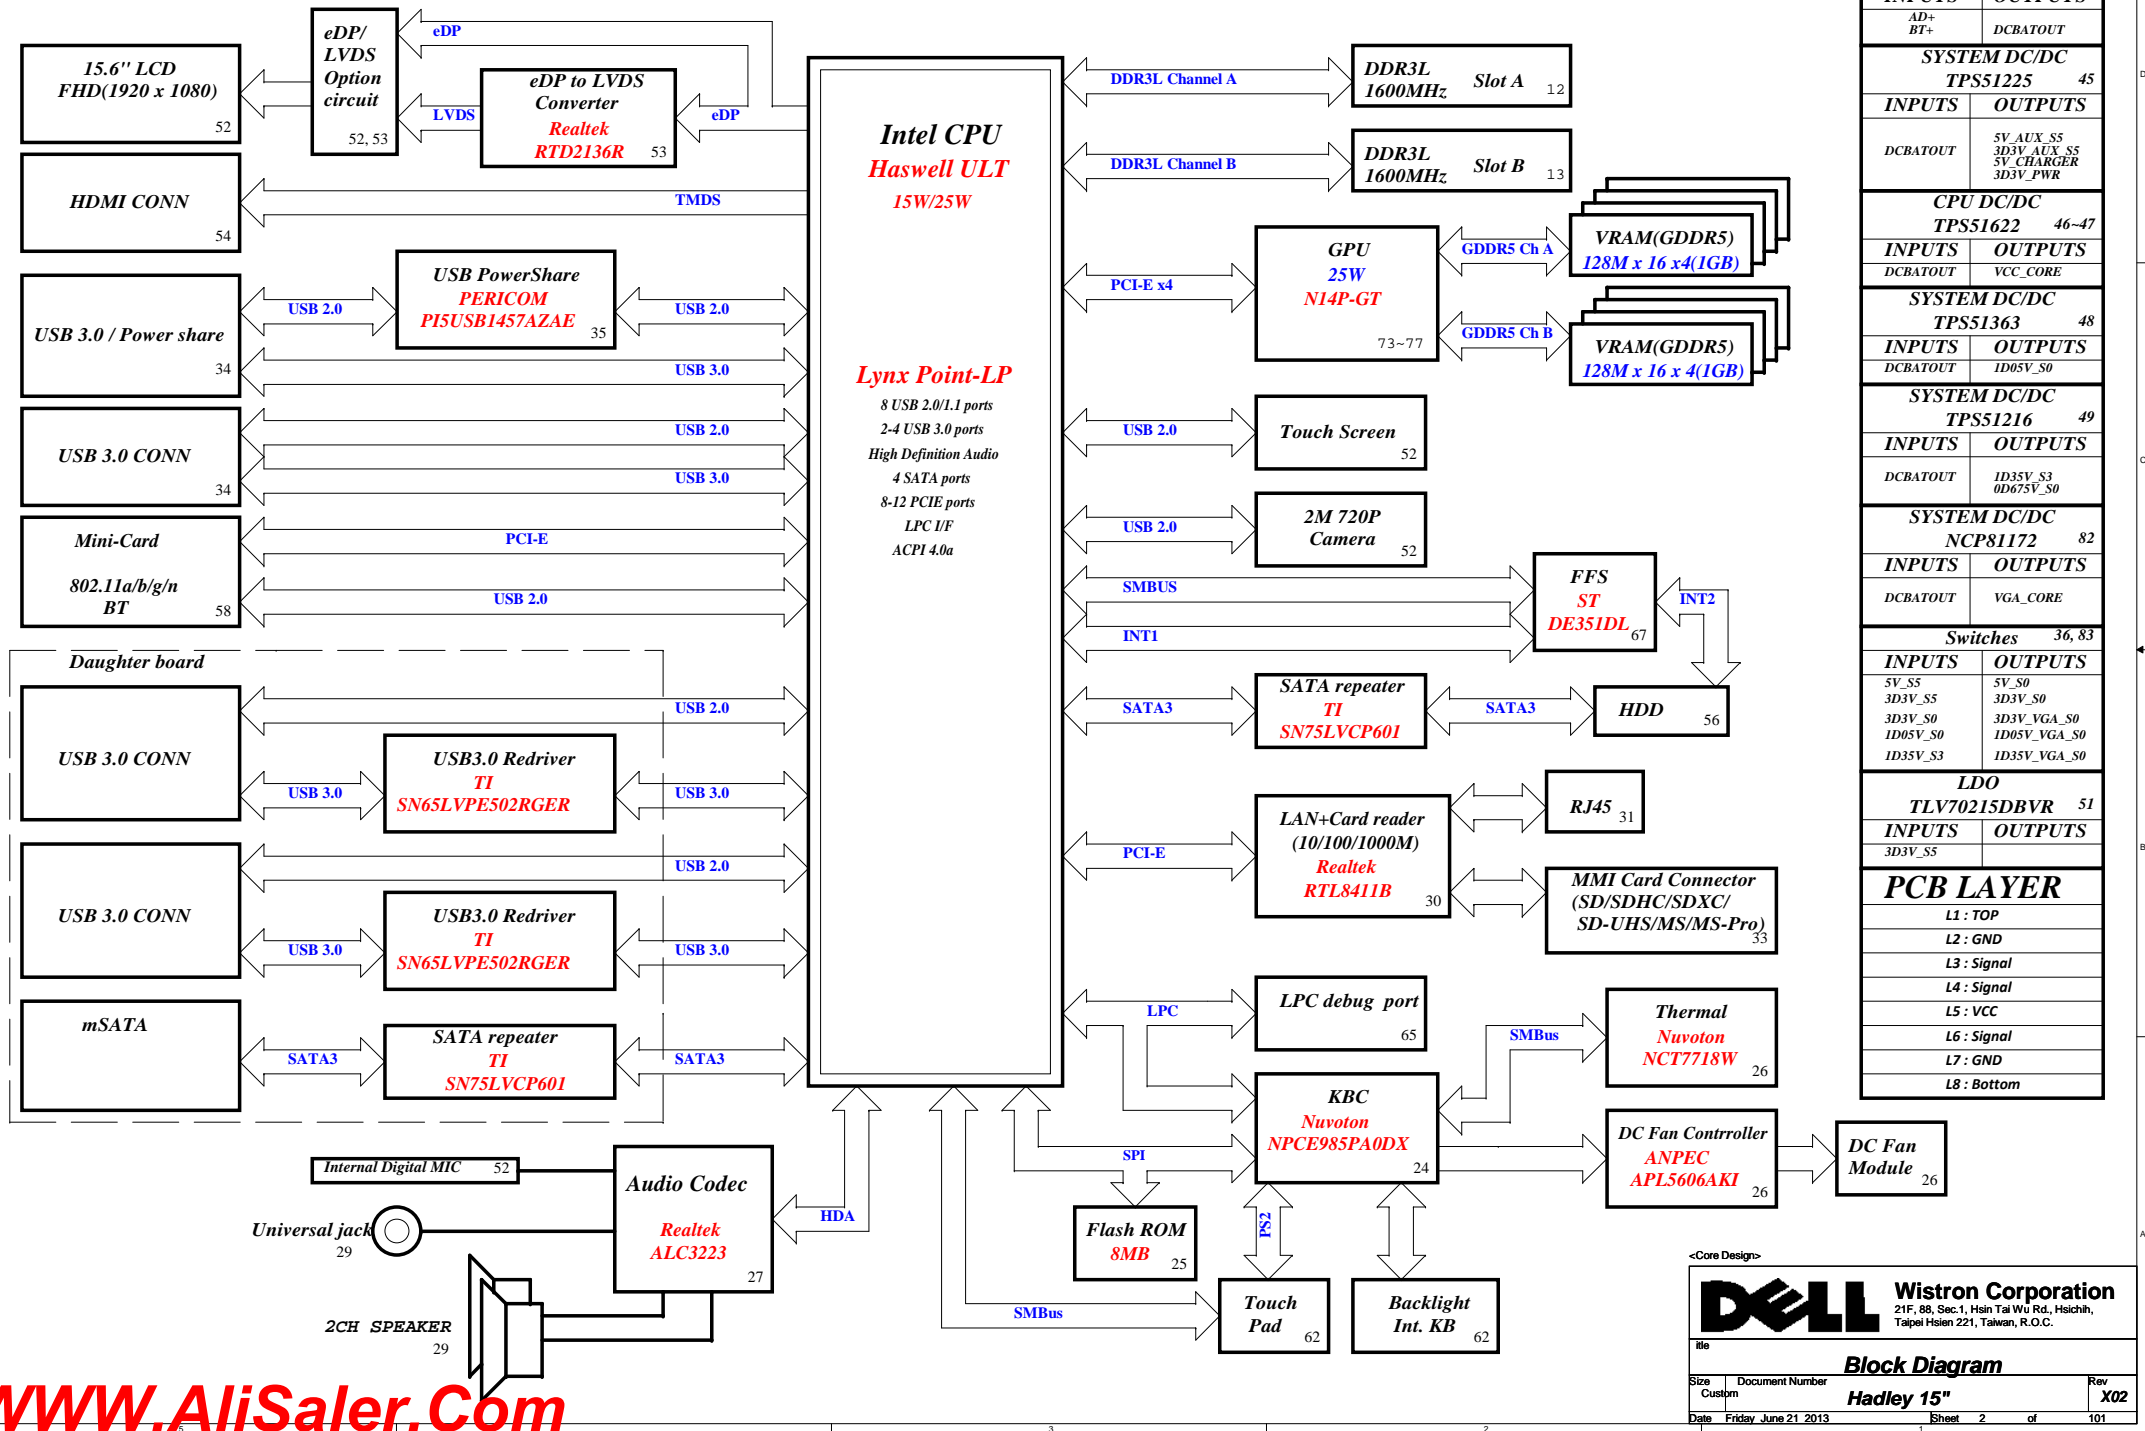 15.6" LCD
FHD(1920 x 1080)
52
eDP/
LVDS
Option
circuit
52, 53
eDP
LVDS
eDP to LVDS
Converter
Realtek
RTD2136R
53
eDP
HDMI CONN
54
TMDS
USB 3.0 / Power share
34
USB 2.0
USB PowerShare
PERICOM
PI5USB1457AZAE
35
USB 2.0
USB 3.0
USB 3.0 CONN
34
USB 2.0
USB 3.0
Mini-Card
802.11a/b/g/n
BT
58
PCI-E
USB 2.0
Daughter board
USB 3.0 CONN
USB 2.0
USB 3.0
USB3.0 Redriver
TI
SN65LVPE502RGER
USB 3.0
USB 3.0 CONN
USB 2.0
USB 3.0
USB3.0 Redriver
TI
SN65LVPE502RGER
USB 3.0
mSATA
SATA3
SATA repeater
TI
SN75LVCP601
SATA3
Internal Digital MIC 52
Universal jack
29
2CH SPEAKER
29
Audio Codec
Realtek
ALC3223
27
HDA
Intel CPU
Haswell ULT
15W/25W
Lynx Point-LP
8 USB 2.0/1.1 ports
2-4 USB 3.0 ports
High Definition Audio
4 SATA ports
8-12 PCIE ports
LPC I/F
ACPI 4.0a
DDR3L Channel A
DDR3L
1600MHz Slot A 12
DDR3L Channel B
DDR3L
1600MHz Slot B 13
PCI-E x4
GPU
25W
N14P-GT
73~77
GDDR5 Ch A
VRAM(GDDR5)
128M x 16 x4(1GB)
GDDR5 Ch B
VRAM(GDDR5)
128M x 16 x 4(1GB)
USB 2.0
Touch Screen
52
USB 2.0
2M 720P
Camera
52
SMBUS
INT1
FFS
ST
DE351DL
67
INT2
SATA3
SATA repeater
TI
SN75LVCP601
SATA3
HDD
56
PCI-E
LAN+Card reader
(10/100/1000M)
Realtek
RTL8411B
30
RJ45
31
MMI Card Connector
(SD/SDHC/SDXC/
SD-UHS/MS/MS-Pro)
33
LPC
LPC debug port
65
KBC
Nuvoton
NPCE985PA0DX
24
SMBus
Thermal
Nuvoton
NCT7718W
26
DC Fan Contrroller
ANPEC
APL5606AKI
26
DC Fan
Module
26
SPI
Flash ROM
8MB
25
PS2
SMBus
Touch
Pad
62
Backlight
Int. KB
62
INPUTS OUTPUTS
AD+
BT+ DCBATOUT
SYSTEM DC/DC
TPS51225 45
INPUTS OUTPUTS
DCBATOUT
5V_AUX_S5
3D3V_AUX_S5
5V_CHARGER
3D3V_PWR
CPU DC/DC
TPS51622 46~47
INPUTS OUTPUTS
DCBATOUT VCC_CORE
SYSTEM DC/DC
TPS51363 48
INPUTS OUTPUTS
DCBATOUT 1D05V_S0
SYSTEM DC/DC
TPS51216 49
INPUTS OUTPUTS
DCBATOUT 1D35V_S3
0D675V_S0
SYSTEM DC/DC
NCP81172 82
INPUTS OUTPUTS
DCBATOUT VGA_CORE
Switches 36, 83
INPUTS OUTPUTS
5V_S5 5V_S0
3D3V_S5 3D3V_S0
3D3V_S0 3D3V_VGA_S0
1D05V_S0 1D05V_VGA_S0
1D35V_S3 1D35V_VGA_S0
LDO
TLV70215DBVR 51
INPUTS OUTPUTS
3D3V_S5
PCB LAYER
L1 : TOP
L2 : GND
L3 : Signal
L4 : Signal
L5 : VCC
L6 : Signal
L7 : GND
L8 : Bottom
D
C
B
A
<Core Design>
DELL
Wistron Corporation
21F, 88, Sec.1, Hsin Tai Wu Rd., Hsichih,
Taipei Hsien 221, Taiwan, R.O.C.
itle
Block Diagram
Size Document Number Rev
Custom Hadley 15" X02
Date Friday June 21 2013 Sheet 2 of 101
5 3 2 1
WWW.AliSaler.Com